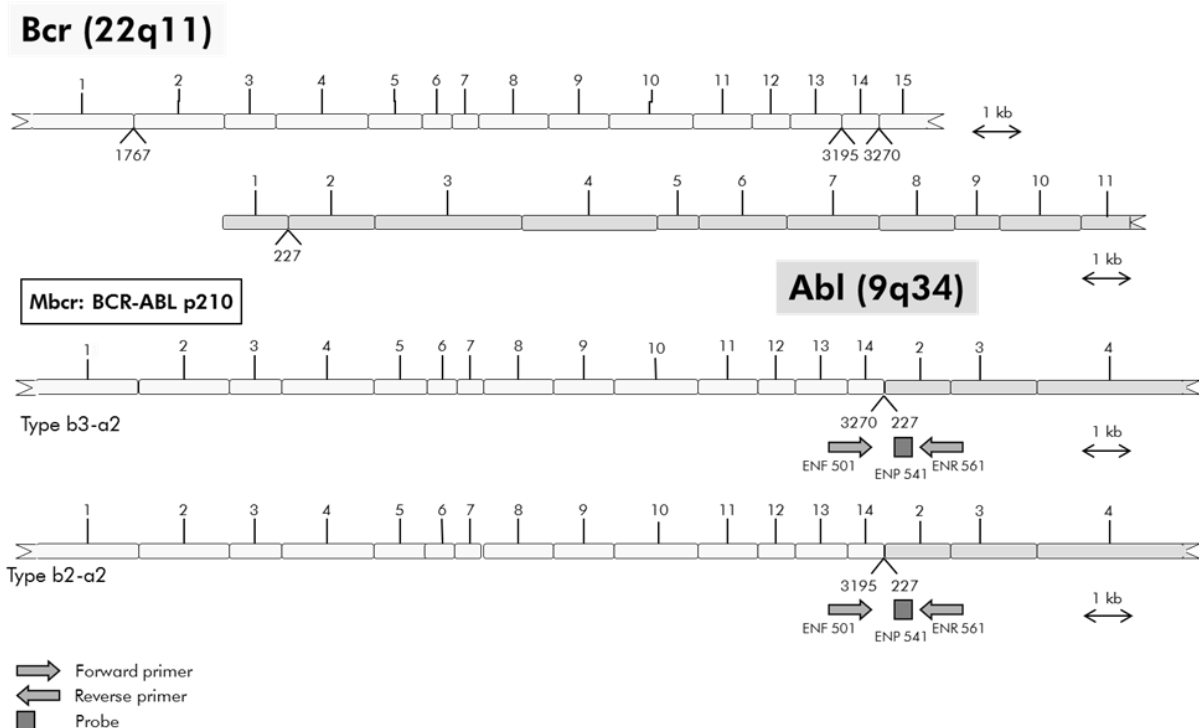 Bcr (22q11)
1 2 3 4 5 6 7 8 9 10 11 12 13 14 15
1 kb
1767 3195 3270
1 2 3 4 5 6 7 8 9 10 11
227
1 kb
Abl (9q34)
Mbcr: BCR-ABL p210
1 2 3 4 5 6 7 8 9 10 11 12 13 14 2 3 4
Type b3-a2
3270 227
1 kb
ENF 501 ENP 541 ENR 561
1 2 3 4 5 6 7 8 9 10 11 12 13 14 2 3 4
Type b2-a2
3195 227
1 kb
ENF 501 ENP 541 ENR 561
Forward primer
Reverse primer
Probe